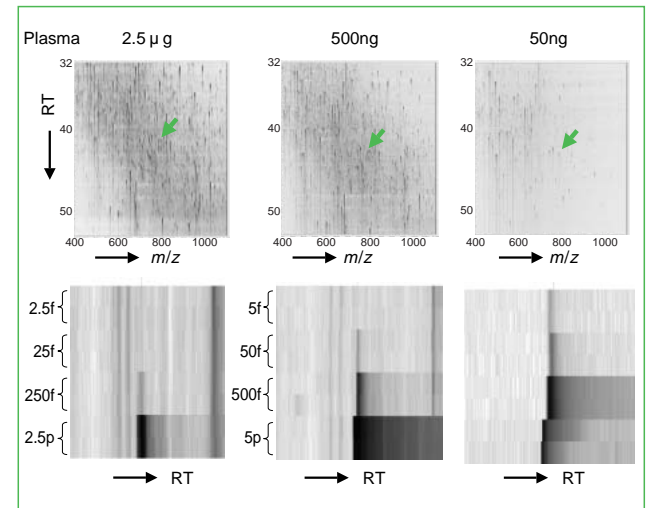 Plasma 2.5 µ g 500ng 50ng
32 32 32
RT
40 40 40
50 50 50
400 600 800 1000 400 600 800 1000 400 600 800 1000
m/z m/z m/z
2.5f 5f
25f 50f
250f 500f
2.5p 5p
RT RT RT